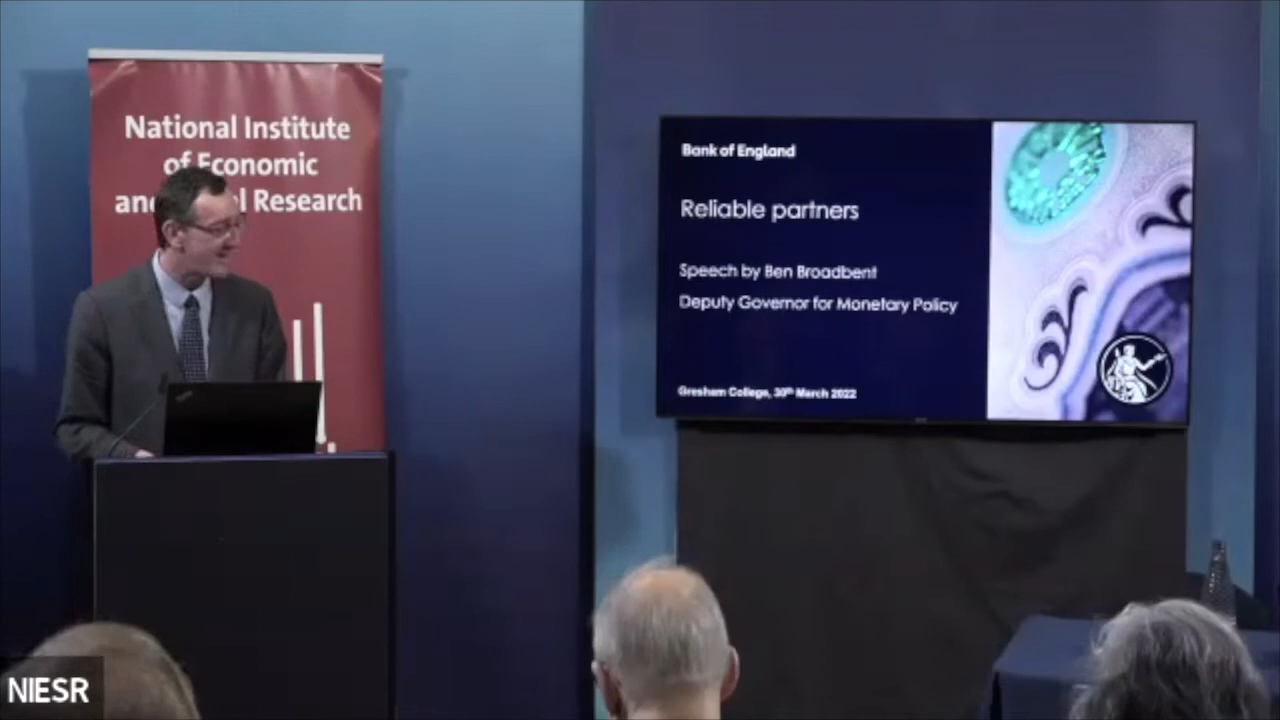 National Institute
of Economic
and l Research
Bank of England
Reliable partners
Speech by Ben Broadbent
Deputy Governor for Monetary Policy
Gresham College, 30th March 2022
NIESR